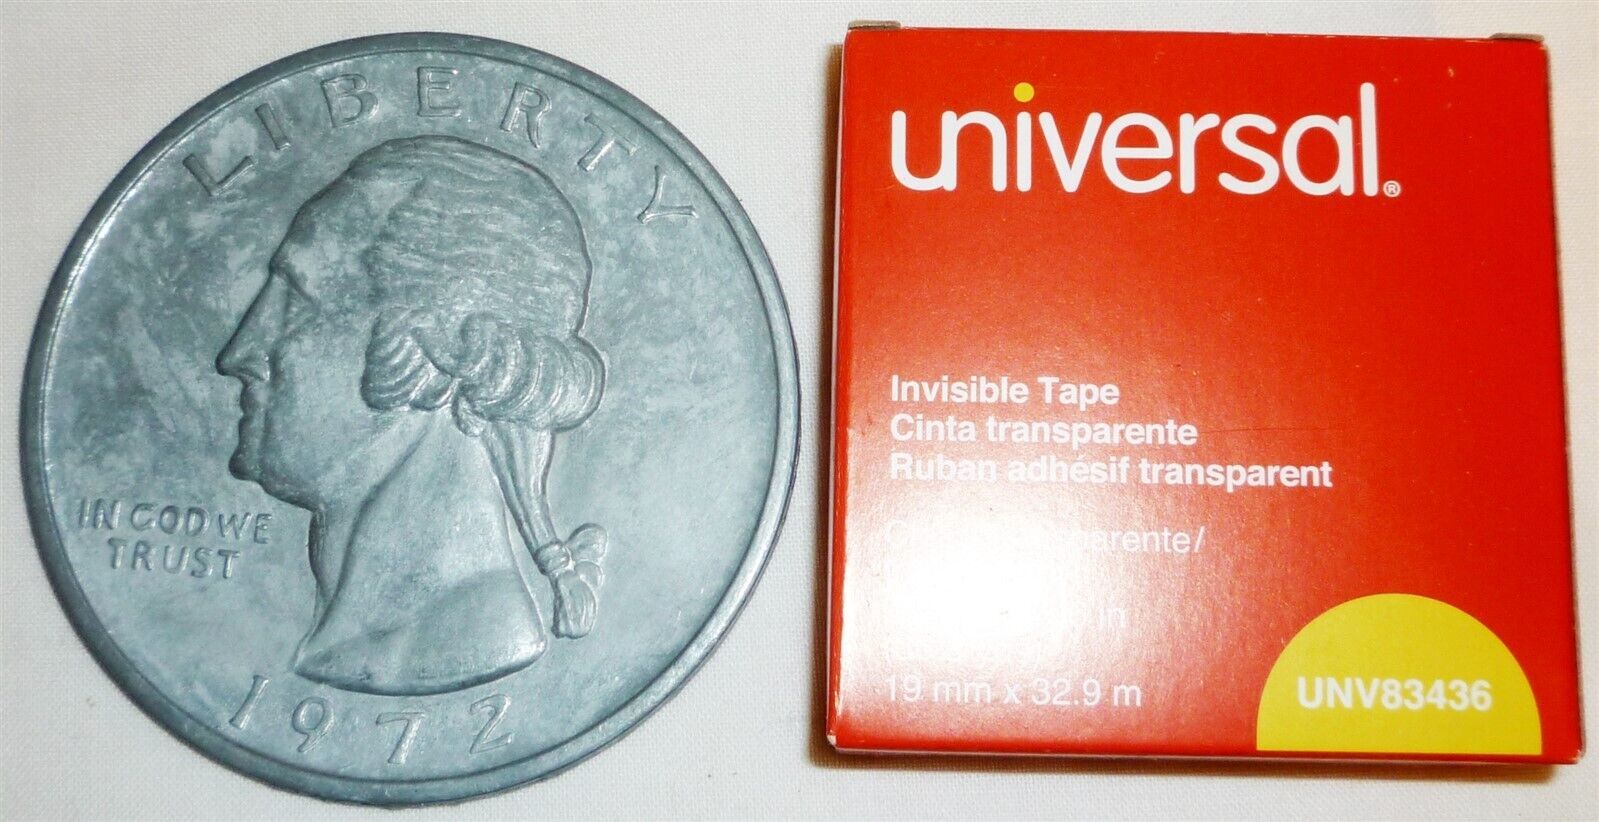 LIBERTY
IN GOD WE
TRUST
1972
universal®
Invisible Tape
Cinta transparente
Ruban adhésif transparent
in
19 mm x 32.9 m
UNV83436